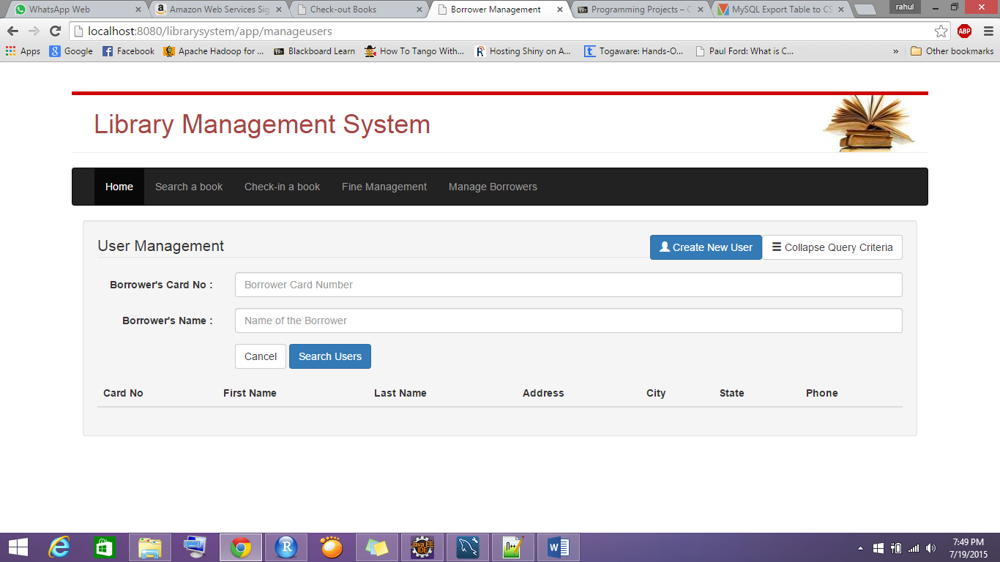 WhatsApp Web
Amazon Web Services Sig
Check-out Books
Borrower Management
Programming Projects – C
MySQL Export Table to CS
rahul
localhost:8080/librarysystem/app/manageusers
ABP
Apps
Google
Facebook
Apache Hadoop for ...
Blackboard Learn
How To Tango With...
Hosting Shiny on A...
Togaware: Hands-O...
Paul Ford: What is C...
»
Other bookmarks
Library Management System
Home
Search a book
Check-in a book
Fine Management
Manage Borrowers
User Management
Create New User
Collapse Query Criteria
Borrower's Card No :
Borrower Card Number
Borrower's Name :
Name of the Borrower
Cancel
Search Users
Card No
First Name
Last Name
Address
City
State
Phone
Java EE
IDE
7:49 PM
7/19/2015